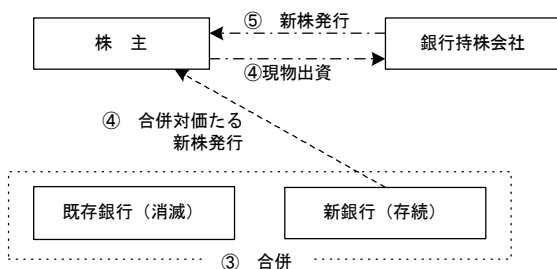 ⑤ 新株発行
株 主
銀行持株会社
④現物出資
④ 合併対価たる
新株発行
既存銀行（消滅）
新銀行（存続）
③ 合併